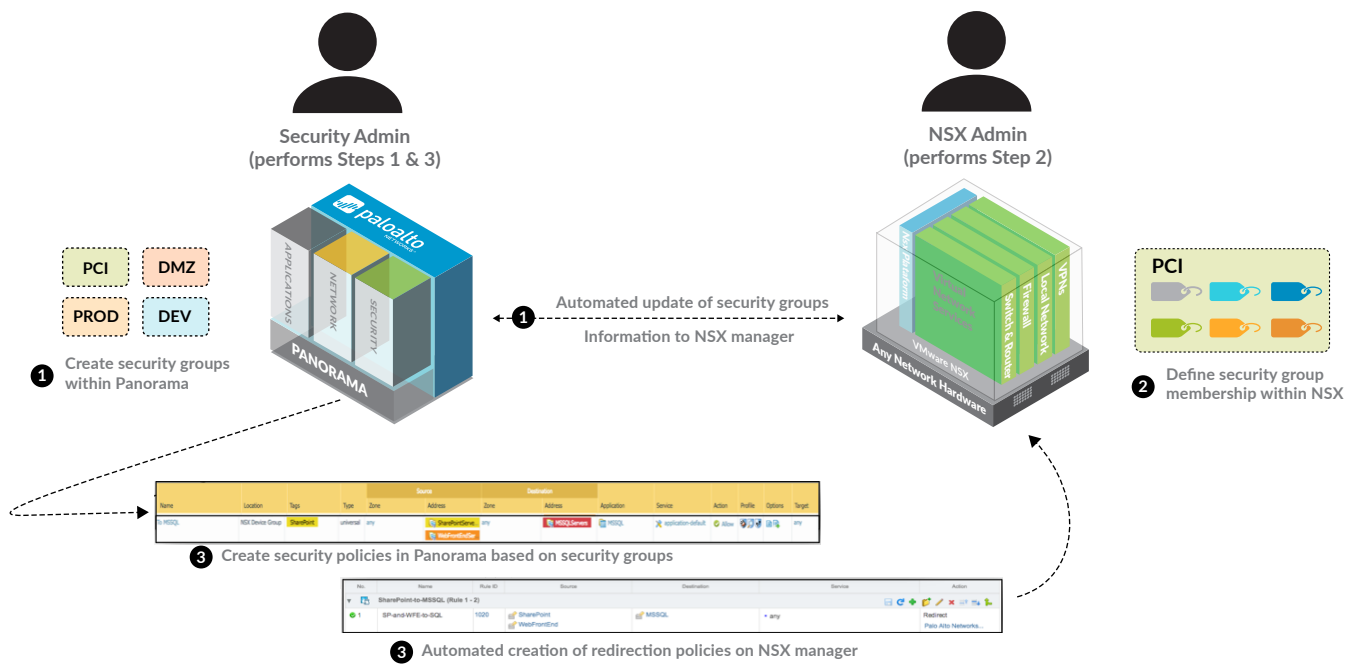 Security Admin
(performs Steps 1 & 3)
NSX Admin
(performs Step 2)
paloalto
NETWORKS
APPLICATIONS
NETWORK
SECURITY
PANORAMA
PCI
DMZ
PROD
DEV
1 Create security groups
within Panorama
1
Automated update of security groups
Information to NSX manager
Nsx Plartaform
Virtual
Network
Services
Switch & Router
Firewall
Local Network
VPNs
VMware NSX
Any Network Hardware
PCI
2 Define security group
membership within NSX
Source Destination
Name Location Tags Type Zone Address Zone Address Application Service Action Profile Options Target
To MSSQL NSX Device Group SharePoint universal any SharePointServe... any MSSQLServers MSSQL application-default Allow any
WebFrontEndSer
3 Create security policies in Panorama based on security groups
No. Name Rule ID Source Destination Service Action
SharePoint-to-MSSQL (Rule 1 - 2)
1 SP-and-WFE-to-SQL 1020 SharePoint MSSQL any Redirect
WebFrontEnd Palo Alto Networks...
3 Automated creation of redirection policies on NSX manager